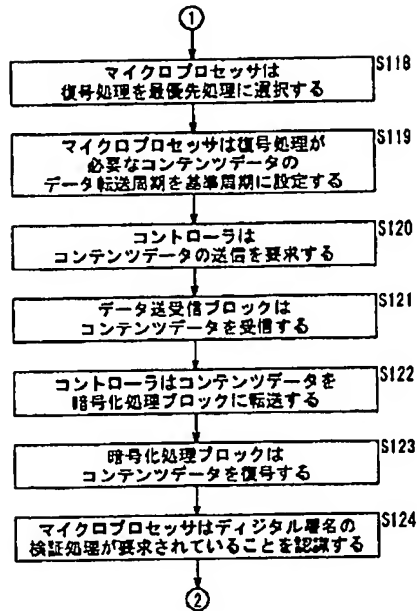 ①
マイクロプロセッサは
復号処理を最優先処理に選択する
S118
マイクロプロセッサは復号処理が
必要なコンテンツデータの
データ転送周期を基準周期に設定する
S119
コントローラは
コンテンツデータの送信を要求する
S120
データ送受信ブロックは
コンテンツデータを受信する
S121
コントローラはコンテンツデータを
暗号化処理ブロックに転送する
S122
暗号化処理ブロックは
コンテンツデータを復号する
S123
マイクロプロセッサはディジタル署名の
検証処理が要求されていることを認識する
S124
②